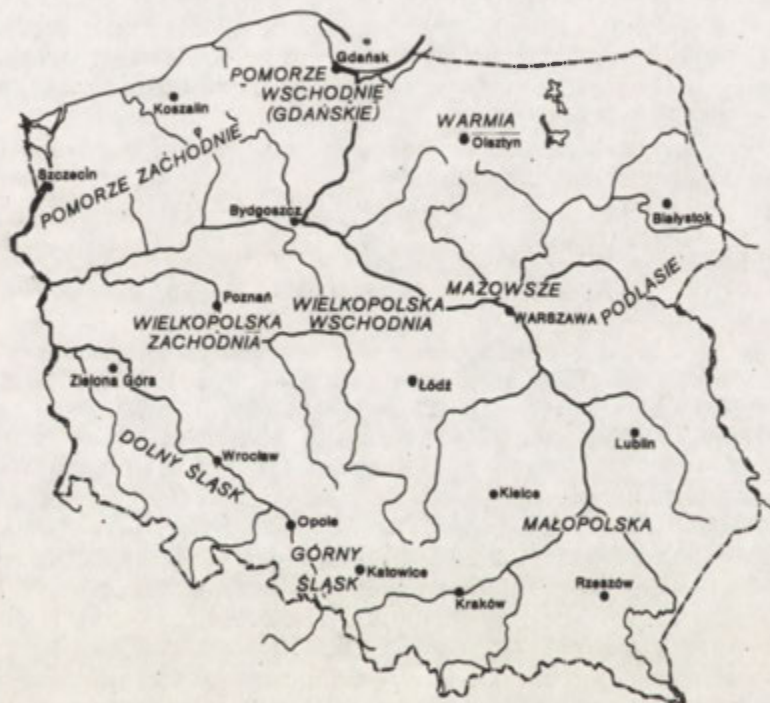 Gdańsk
POMORZE
WSCHODNIE
(GDAŃSKIE)
Koszalin
WARMIA
Olsztyn
POMORZE ZACHODNIE
Szczecin
Bydgoszcz
Białystok
MAZOWSZE
PODLASIE
Poznań
WIELKOPOLSKA
WSCHODNIA
WARSZAWA
WIELKOPOLSKA
ZACHODNIA
Zielona Góra
Łódź
Lublin
DOLNY ŚLĄSK
Wrocław
Kielce
Opole
MAŁOPOLSKA
GÓRNY
ŚLĄSK
Katowice
Kraków
Rzeszów